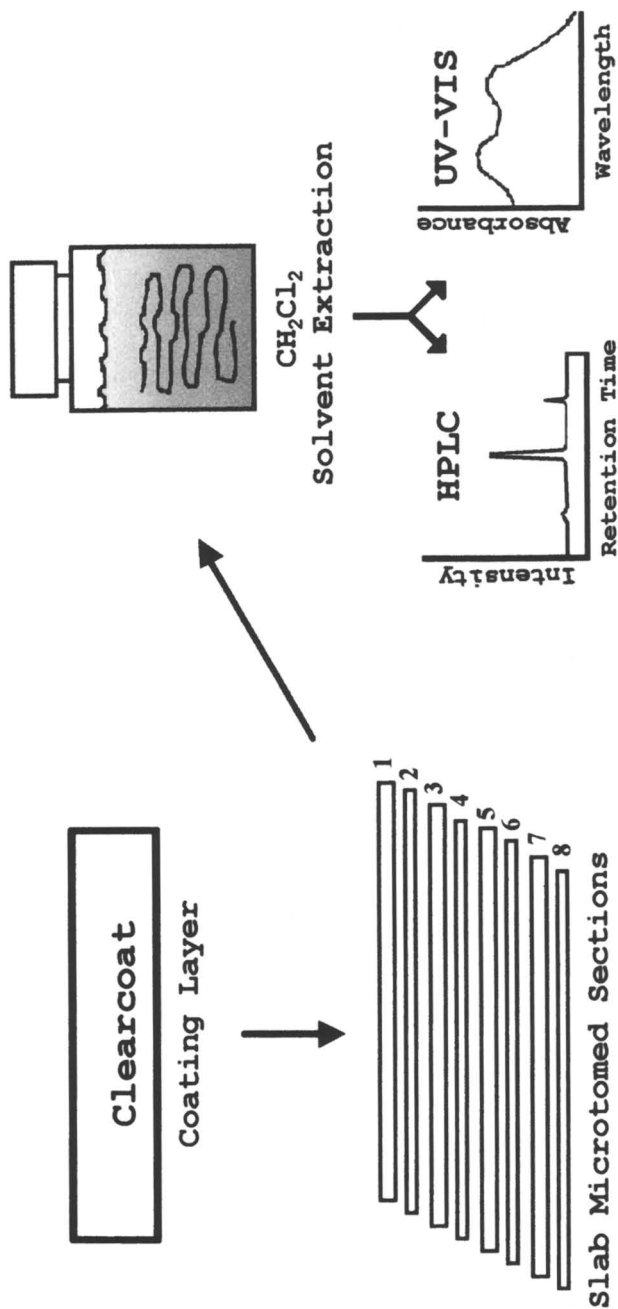 Clearcoat
Coating Layer
1
2
3
4
5
6
7
8
Slab Microtomed Sections
CH₂Cl₂
Solvent Extraction
HPLC
Intensity
Retention Time
UV-VIS
Absorbance
Wavelength